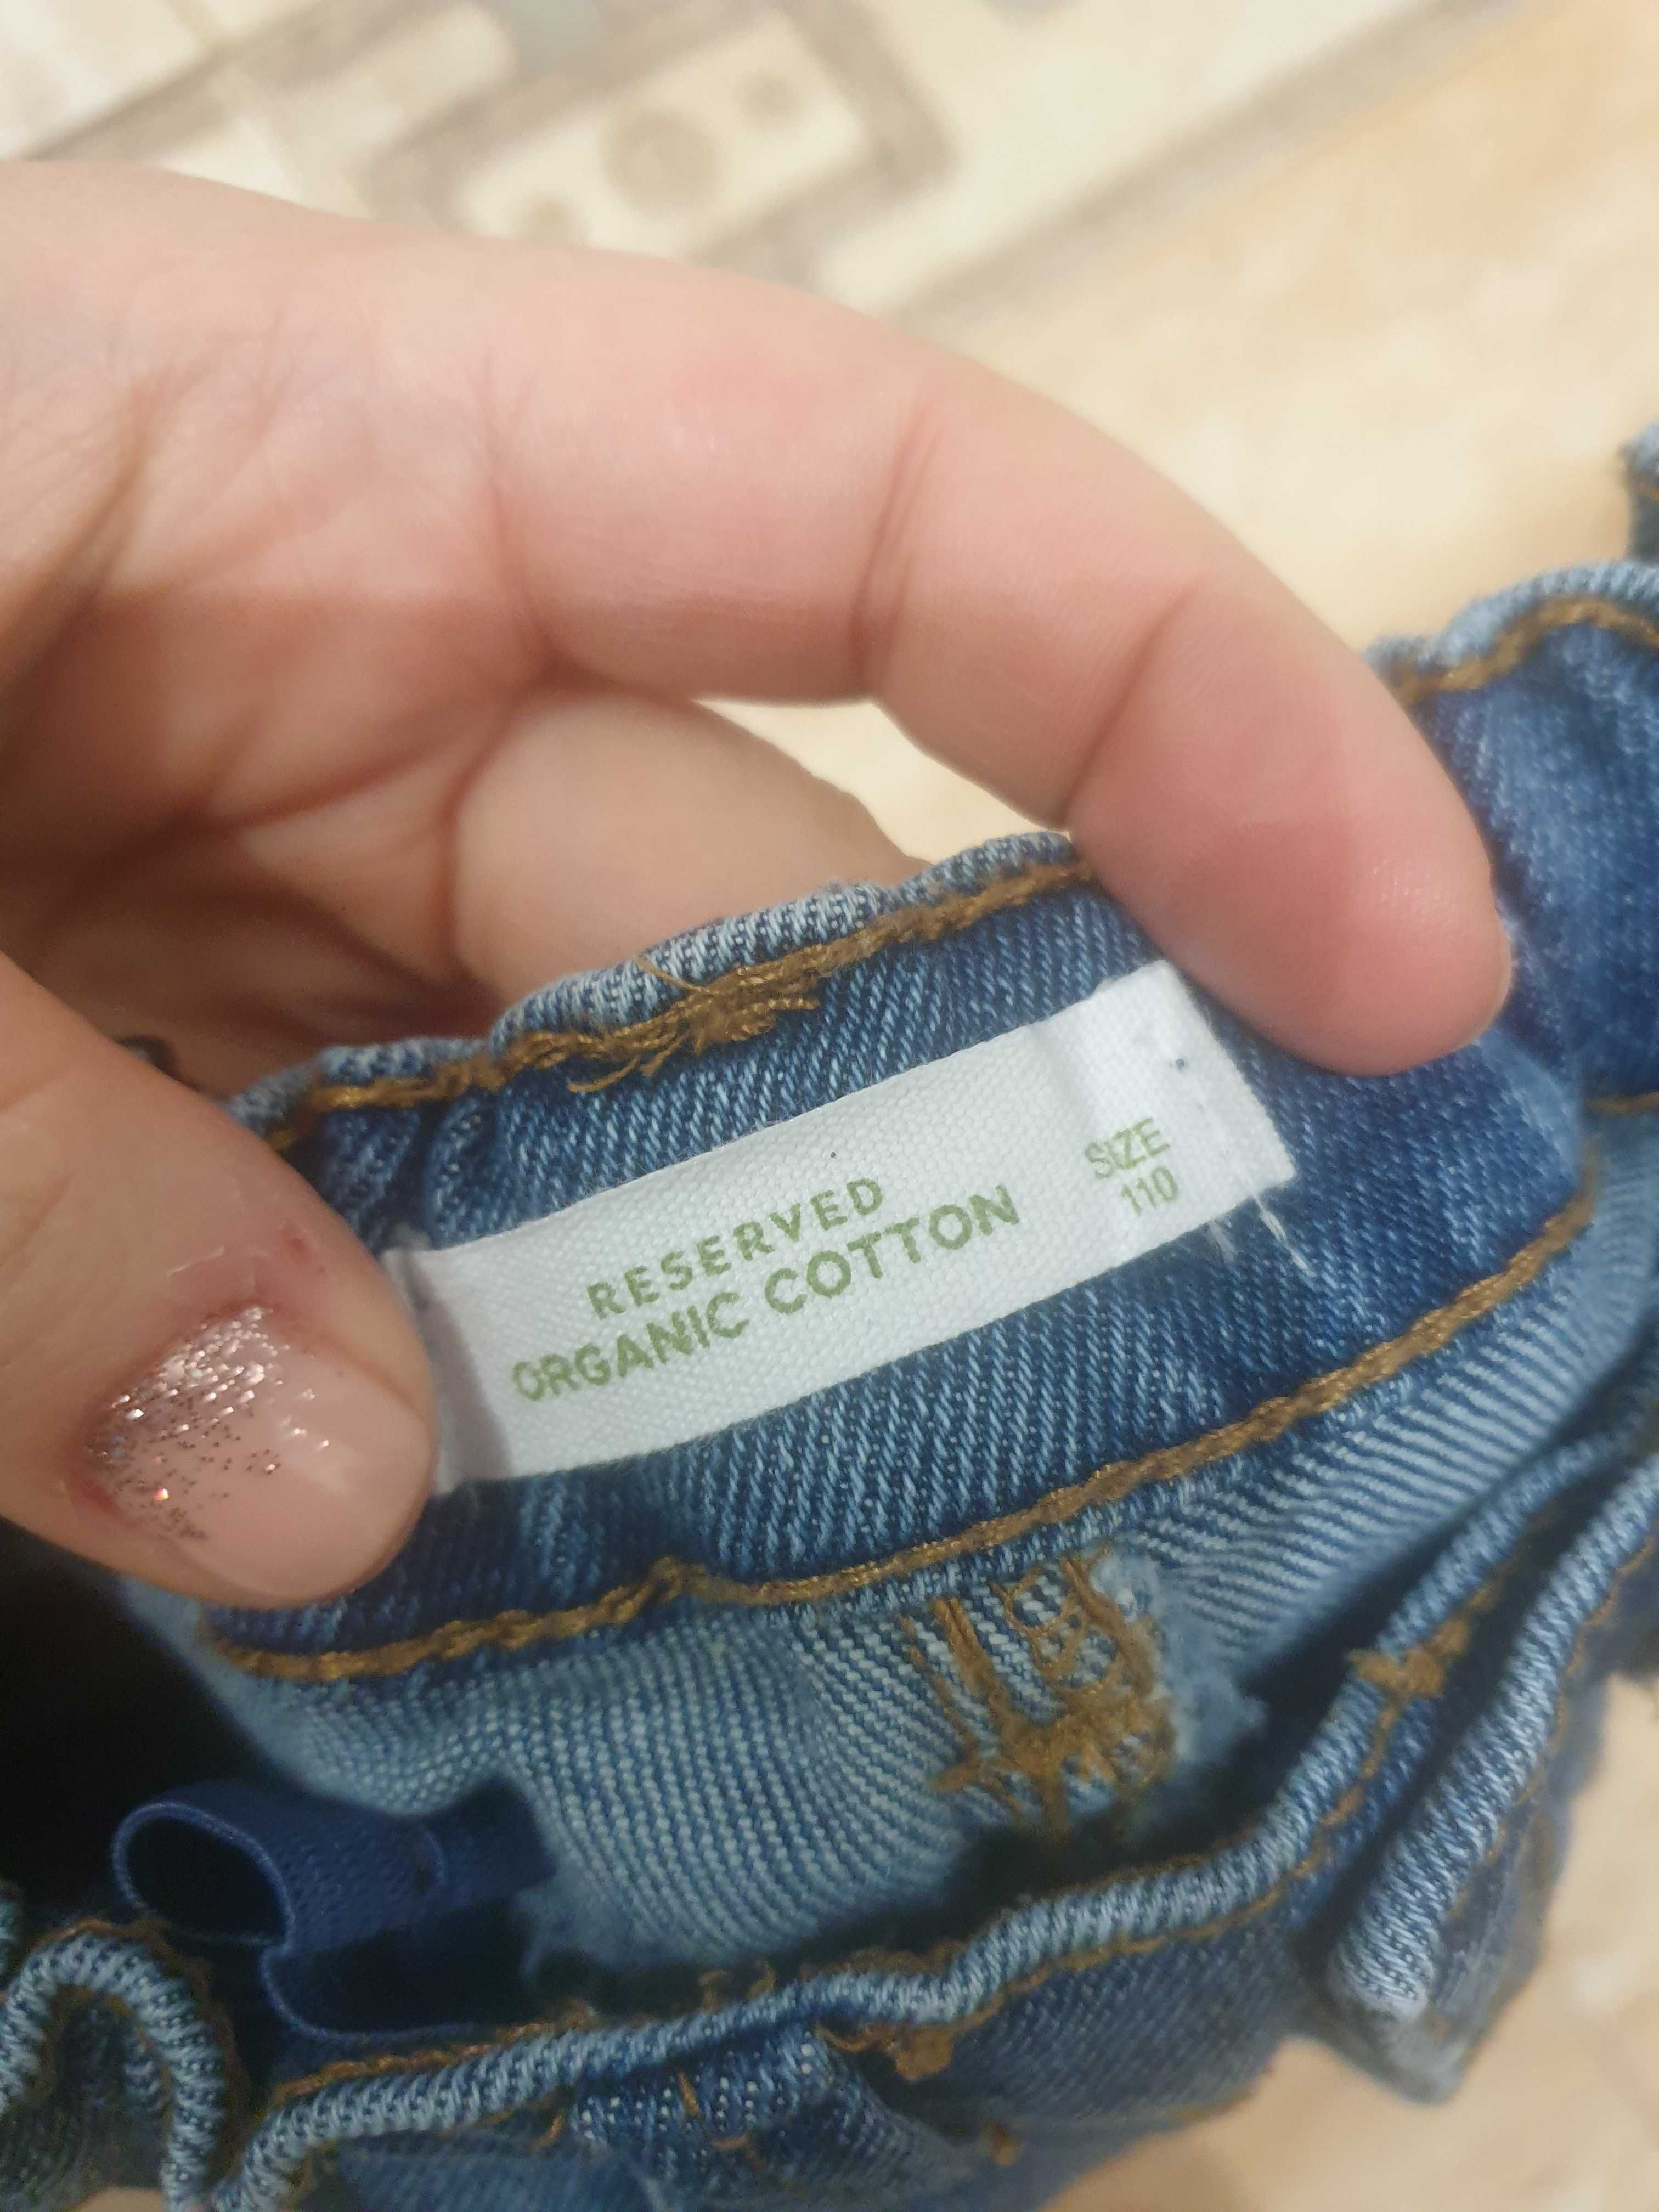 RESERVED
ORGANIC COTTON
SIZE
110